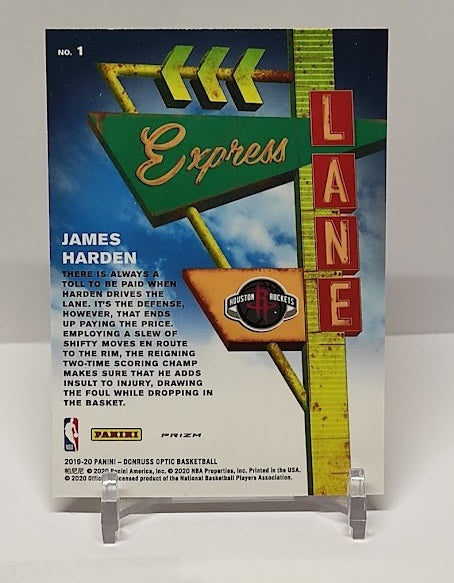 NO. 1
Express
LANE
HOUSTON ROCKETS
R
JAMES
HARDEN
THERE IS ALWAYS A
TOLL TO BE PAID WHEN
HARDEN DRIVES THE
LANE. IT'S THE DEFENSE,
HOWEVER, THAT ENDS
UP PAYING THE PRICE.
EMPLOYING A SLEW OF
SHIFTY MOVES EN ROUTE
TO THE RIM, THE REIGNING
TWO-TIME SCORING CHAMP
MAKES SURE THAT HE ADDS
INSULT TO INJURY, DRAWING
THE FOUL WHILE DROPPING IN
THE BASKET.
NBA
PANINI
PRIZM
2019-20 PANINI – DONRUSS OPTIC BASKETBALL
帕尼尼 © 2020 Panini America, Inc. © 2020 NBA Properties, Inc. Printed in the USA.
© 2020 Officially Licensed product of the National Basketball Players Association.